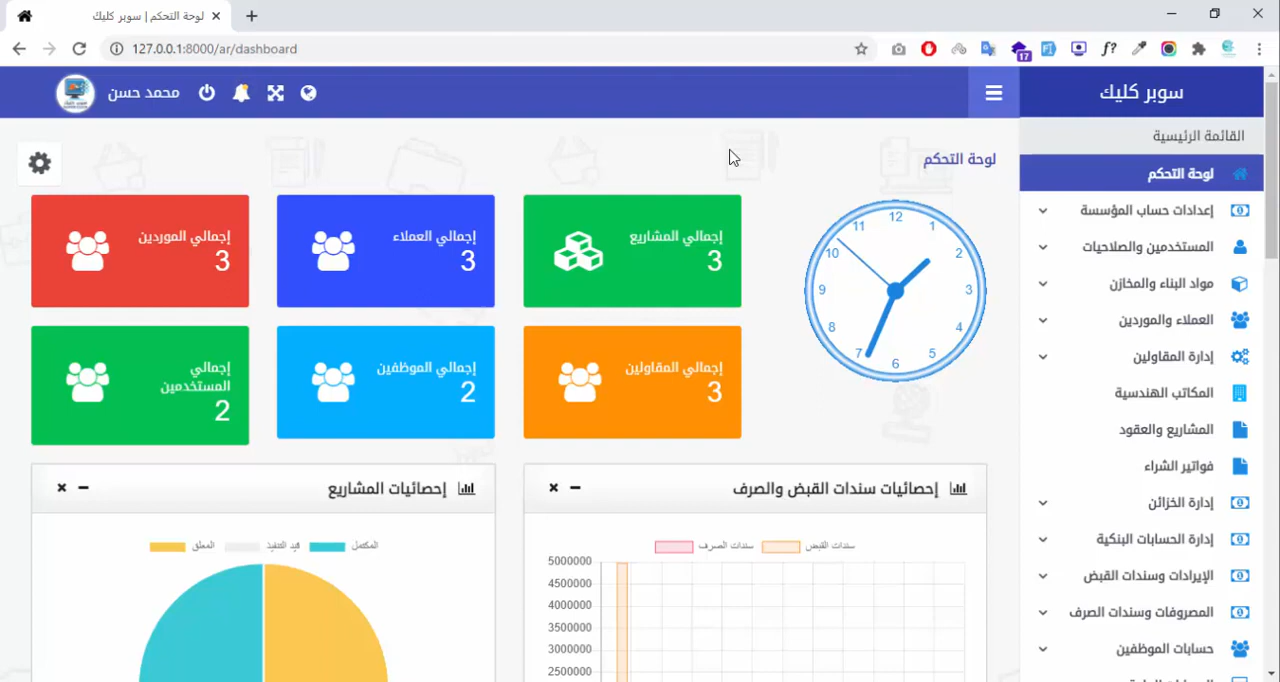 لوحة التحكم | سوبر كليك
127.0.0.1:8000/ar/dashboard
17
f?
سوبر كليك
محمد حسن
القائمة الرئيسية
لوحة التحكم
إعدادات حساب المؤسسة
المستخدمين والصلاحيات
مواد البناء والمخازن
العملاء والموردين
إدارة المقاولين
المكاتب الهندسية
المشاريع والعقود
فواتير الشراء
إدارة الخزائن
إدارة الحسابات البنكية
الإيرادات وسندات القبض
المصروفات وسندات الصرف
حسابات الموظفين
لوحة التحكم
12
1
2
3
4
5
6
7
8
9
10
11
إجمالي المشاريع
3
إجمالي العملاء
3
إجمالي الموردين
3
إجمالي المقاولين
3
إجمالي الموظفين
2
إجمالي
المستخدمين
2
إحصائيات سندات القبض والصرف
سندات القبض
سندات الصرف
5000000
4500000
4000000
3500000
3000000
2500000
إحصائيات المشاريع
المكتمل
قيد التنفيذ
المعلق